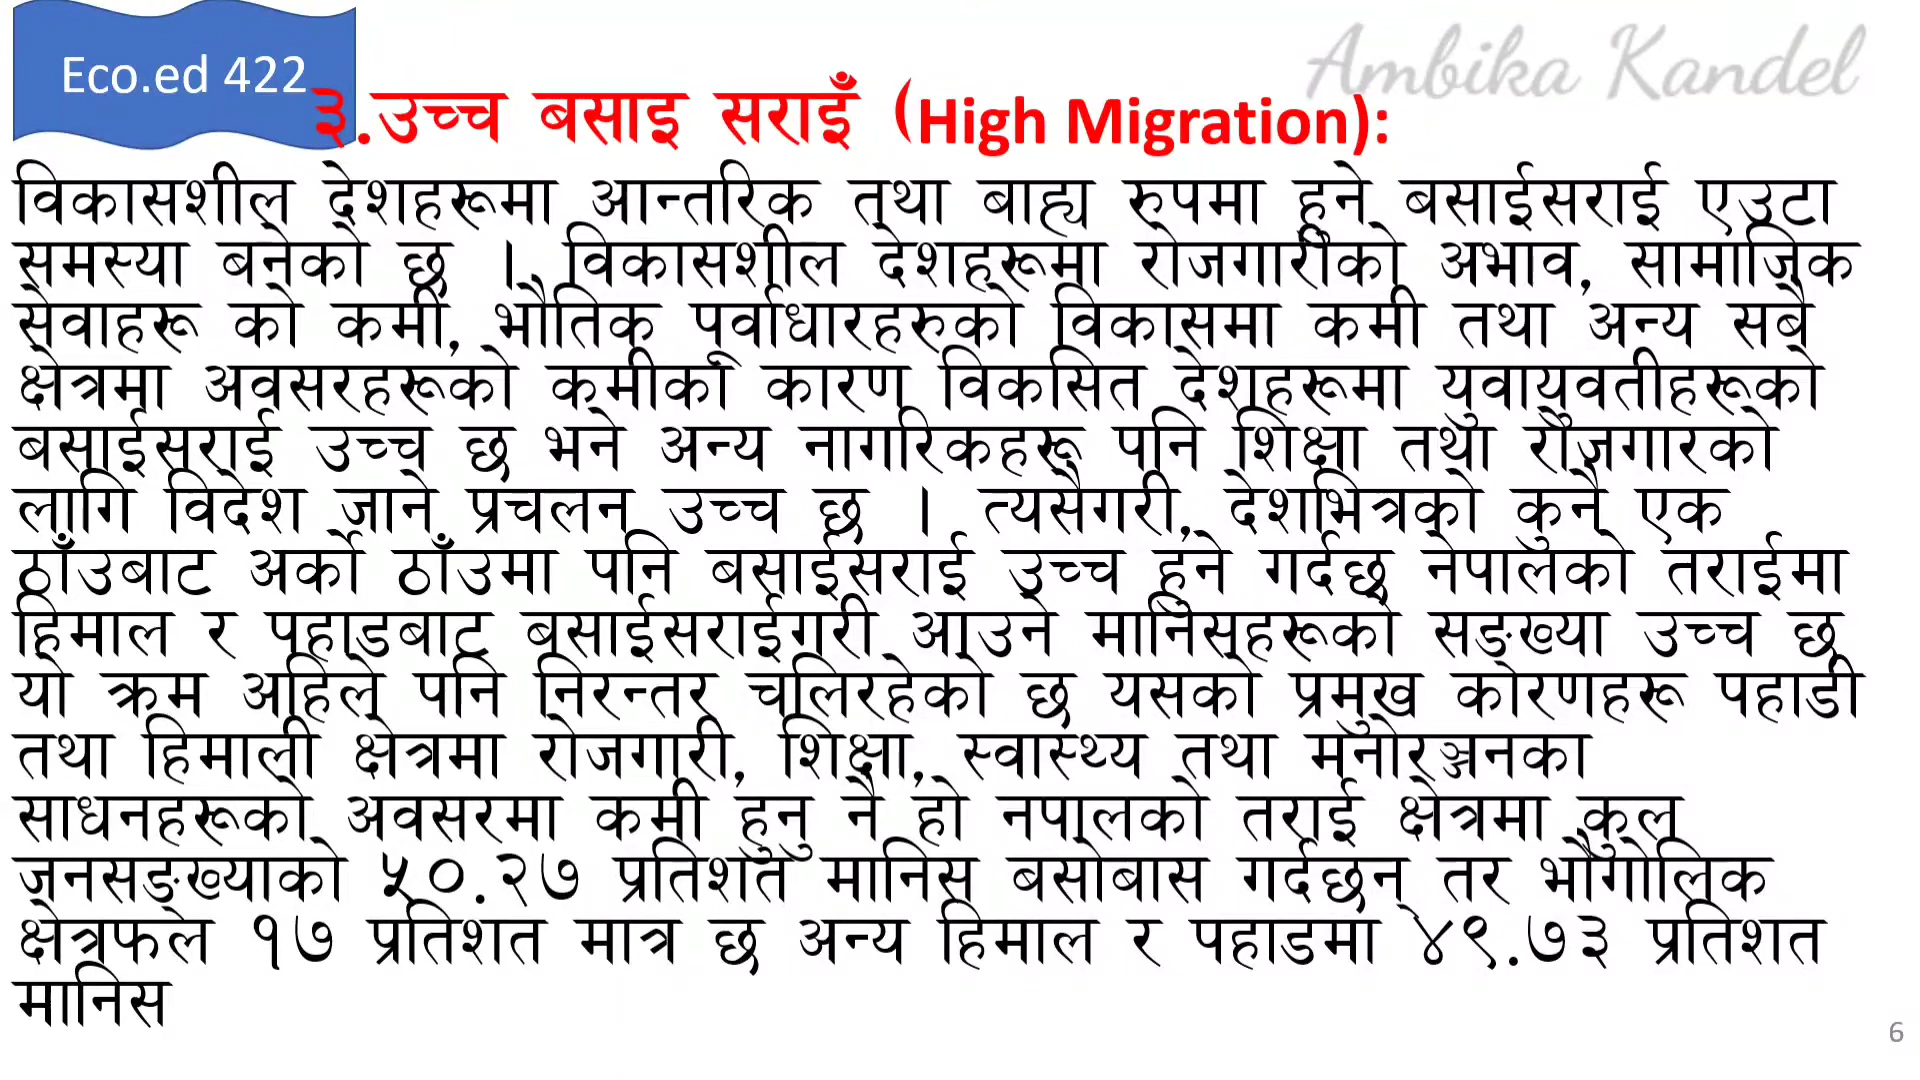 Eco.ed 422
Ambika Kandel
३.उच्च बसाइ सराइँ (High Migration):
विकासशील देशहरूमा आन्तरिक तथा बाह्य रुपमा हुने बसाईसराई एउटा
समस्या बनेको छ । विकासशील देशहरूमा रोजगारीको अभाव, सामाजिक
सेवाहरू को कमी, भौतिक पूर्वाधारहरुको विकासमा कमी तथा अन्य सबै
क्षेत्रमा अवसरहरूको कमीको कारण विकसित देशहरूमा युवायुवतीहरूको
बसाईसराई उच्च छ भने अन्य नागरिकहरू पनि शिक्षा तथा रोजगारको
लागि विदेश जाने प्रचलन उच्च छ । त्यसैगरी, देशभित्रको कुनै एक
ठाँउबाट अर्को ठाँउमा पनि बसाईसराई उच्च हुने गर्दछ नेपालको तराईमा
हिमाल र पहाडबाट बसाईसराईगरी आउने मानिसहरूको सङ्ख्या उच्च छ
यो क्रम अहिले पनि निरन्तर चलिरहेको छ यसको प्रमुख कारणहरू पहाडी
तथा हिमाली क्षेत्रमा रोजगारी, शिक्षा, स्वास्थ्य तथा मनोरञ्जनका
साधनहरूको अवसरमा कमी हुनु नै हो नपालको तराई क्षेत्रमा कुल
जनसङ्ख्याको ५०.२७ प्रतिशत मानिस बसोबास गर्दछन् तर भौगोलिक
क्षेत्रफल १७ प्रतिशत मात्र छ अन्य हिमाल र पहाडमा ४९.७३ प्रतिशत
मानिस
6